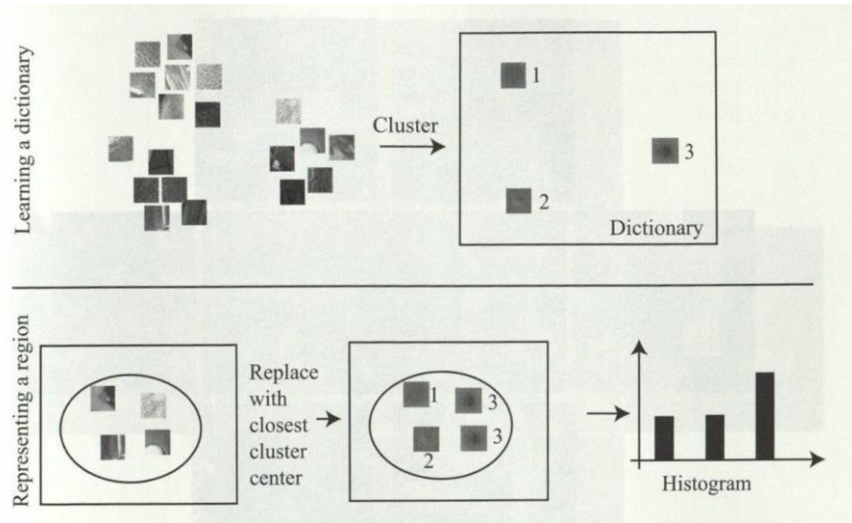 Learning a dictionary
Cluster
1
2
3
Dictionary
Representing a region
Replace
with
closest
cluster
center
1
3
2
3
Histogram